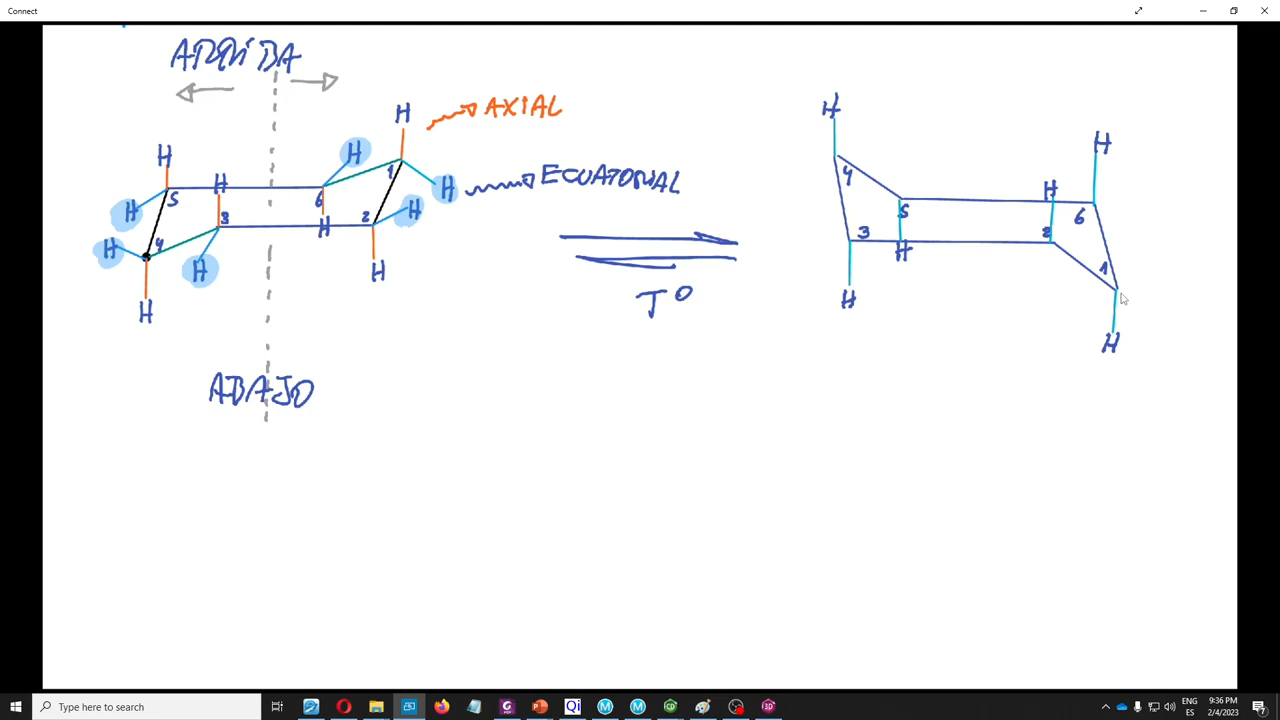 Connect
ARRIBA
H
AXIAL
H
H
H
1
ECUATORIAL
H
5
H
6
H
H
3
H
2
H
4
H
H
H
ABAJO
T°
H
H
4
H
5
6
3
2
H
1
H
H
Type here to search
ENG
ES
9:36 PM
2/4/2023